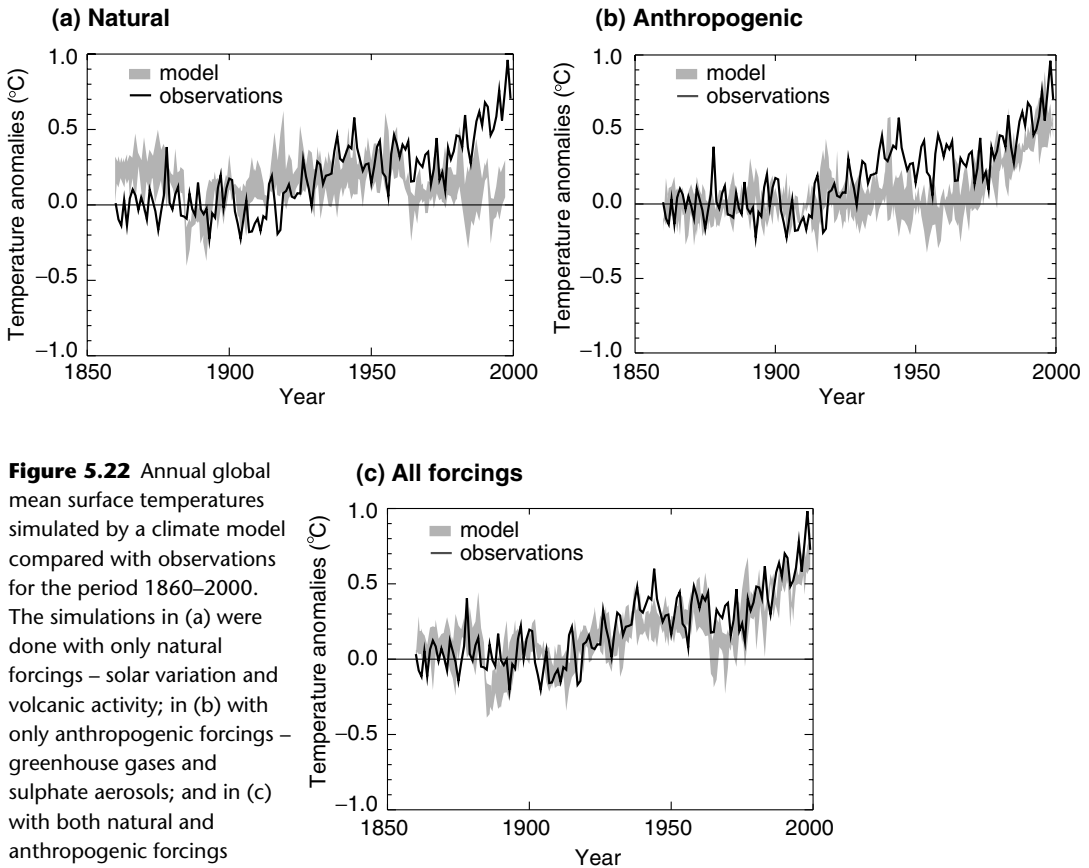 (a) Natural
1.0
0.5
0.0
−0.5
−1.0
Temperature anomalies (°C)
model
observations
1850 1900 1950 2000
Year
(b) Anthropogenic
1.0
0.5
0.0
−0.5
−1.0
Temperature anomalies (°C)
model
observations
1850 1900 1950 2000
Year
Figure 5.22 Annual global
mean surface temperatures
simulated by a climate model
compared with observations
for the period 1860–2000.
The simulations in (a) were
done with only natural
forcings – solar variation and
volcanic activity; in (b) with
only anthropogenic forcings –
greenhouse gases and
sulphate aerosols; and in (c)
with both natural and
anthropogenic forcings
(c) All forcings
1.0
0.5
0.0
−0.5
−1.0
Temperature anomalies (°C)
model
observations
1850 1900 1950 2000
Year